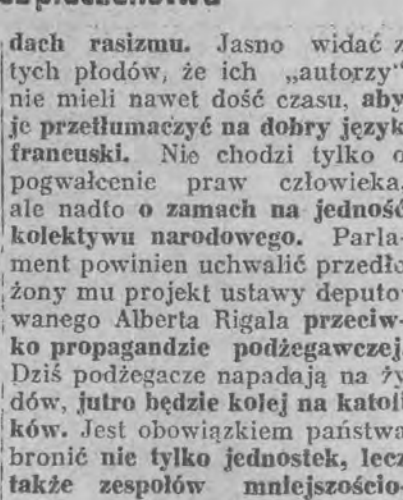 dach rasizmu. Jasno widać z
tych płodów, że ich „autorzy”
nie mieli nawet dość czasu, aby
je przetłumaczyć na dobry język
francuski. Nie chodzi tylko o
pogwałcenie praw człowieka,
ale nadto o zamach na jedność
kolektywu narodowego. Parla-
ment powinien uchwalić przedło
żony mu projekt ustawy deputo-
wanego Alberta Rigala przeciw-
ko propagandzie podżegawczej.
Dziś podżegacze napadają na ży
dów, jutro będzie kolej na katoli
ków. Jest obowiązkiem państwa
bronić nie tylko jednostek, lecz
także zespołów mniejszościo-